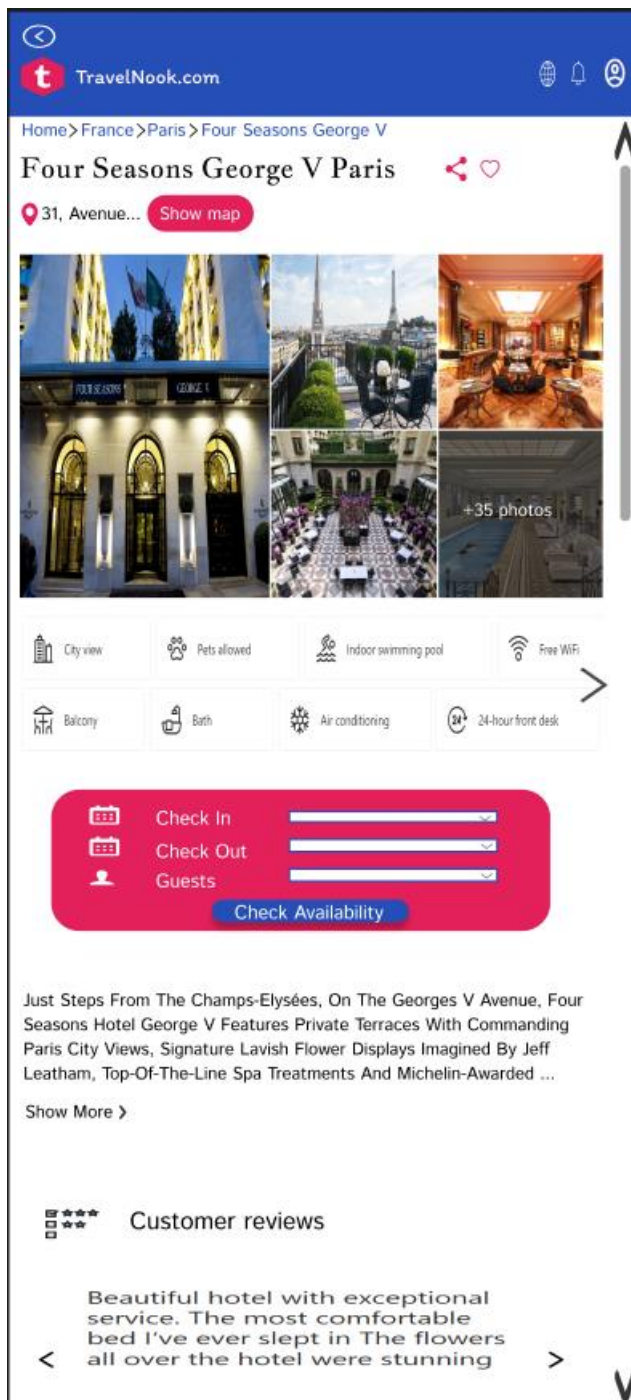 t TravelNook.com
Home>France>Paris>Four Seasons George V
Four Seasons George V Paris
31, Avenue... Show map
FOUR SEASONS GEORGE V
+35 photos
City view Pets allowed Indoor swimming pool Free WiFi
Balcony Bath Air conditioning 24 24-hour front desk
Check In
Check Out
Guests
Check Availability
Just Steps From The Champs-Elysées, On The Georges V Avenue, Four
Seasons Hotel George V Features Private Terraces With Commanding
Paris City Views, Signature Lavish Flower Displays Imagined By Jeff
Leatham, Top-Of-The-Line Spa Treatments And Michelin-Awarded ...
Show More >
Customer reviews
Beautiful hotel with exceptional
service. The most comfortable
bed I've ever slept in The flowers
< all over the hotel were stunning >